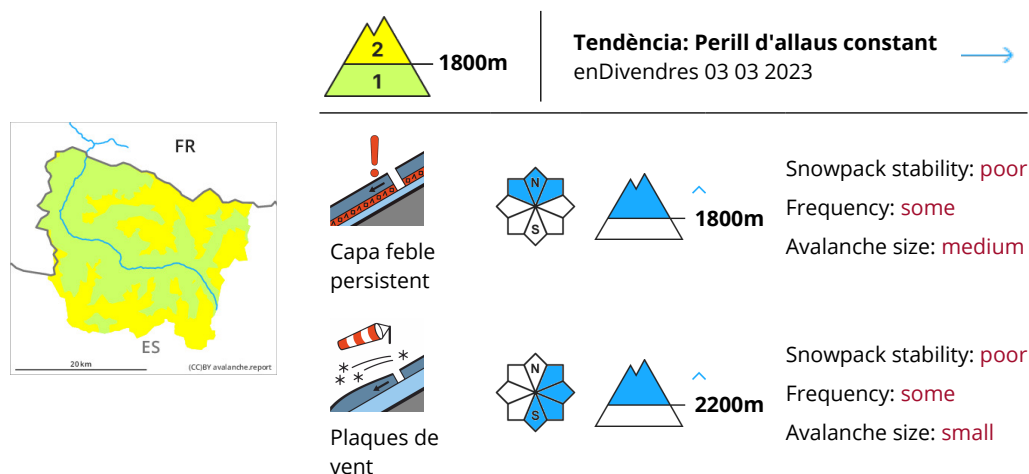 2
1
1800m
Tendència: Perill d'allaus constant
enDivendres 03 03 2023
FR
ES
20 km
(CC)BY avalanche.report
Capa feble
persistent
N
S
1800m
Snowpack stability: poor
Frequency: some
Avalanche size: medium
Plaques de
vent
N
S
2200m
Snowpack stability: poor
Frequency: some
Avalanche size: small